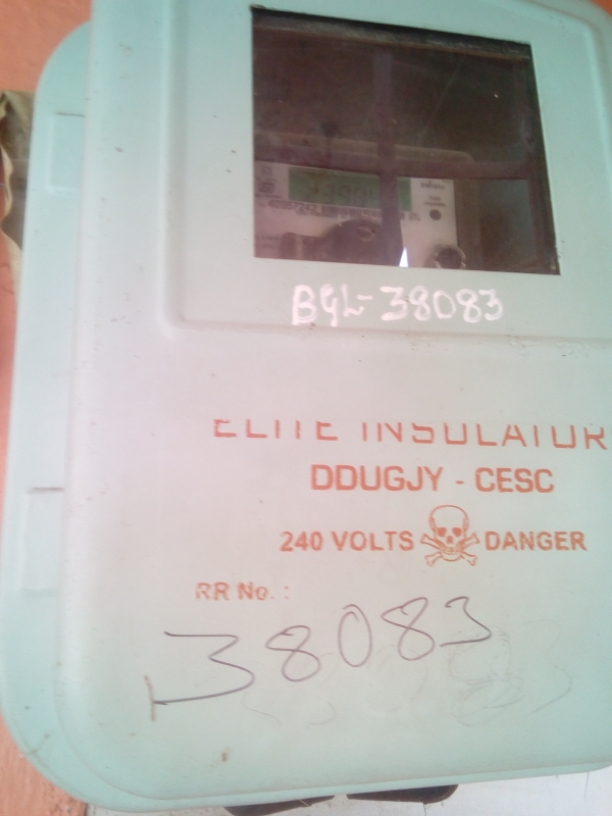 BGL-38083
ELITE INSULATOR
DDUGJY - CESC
240 VOLTS DANGER
RR No. :
38083